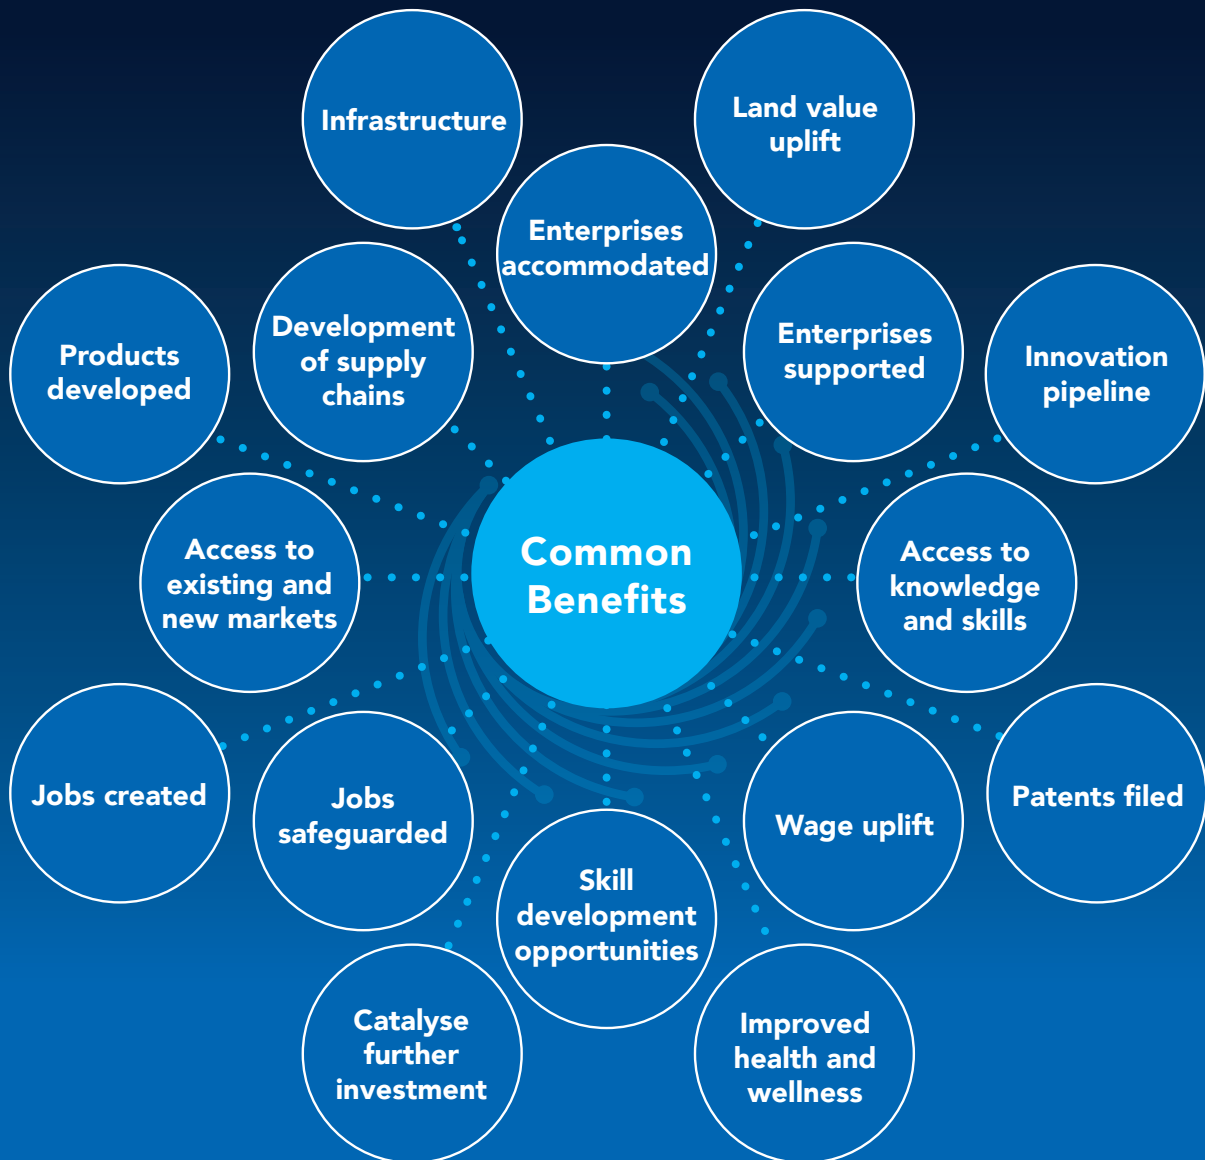 Infrastructure
Land value
uplift
Enterprises
accommodated
Development
of supply
chains
Enterprises
supported
Products
developed
Innovation
pipeline
Common
Benefits
Access to
existing and
new markets
Access to
knowledge
and skills
Jobs created
Jobs
safeguarded
Wage uplift
Patents filed
Skill
development
opportunities
Catalyse
further
investment
Improved
health and
wellness